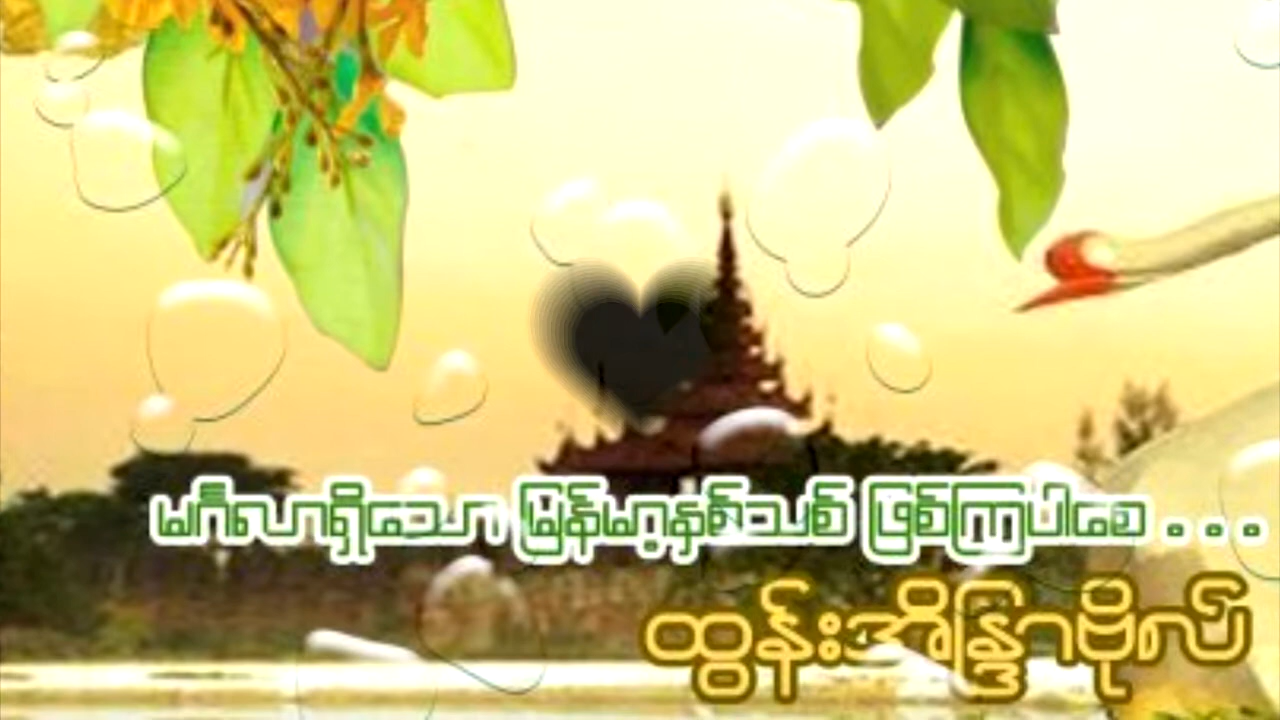 မင်္ဂလာရှိသော မြန်မာ့နှစ်သစ် ဖြစ်ကြပါစေ . . .
ထွန်းအိန္ဒြာဗိုလ်